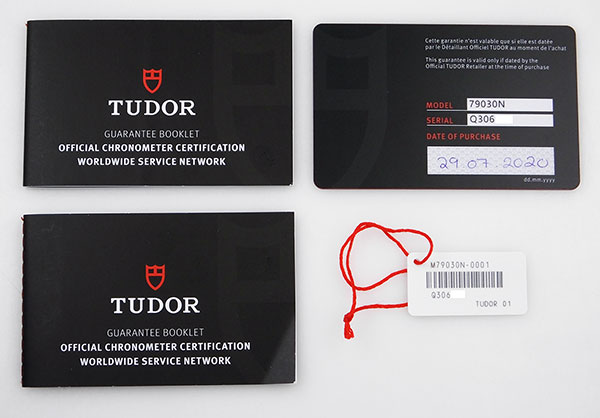 TUDOR
GUARANTEE BOOKLET
OFFICIAL CHRONOMETER CERTIFICATION
WORLDWIDE SERVICE NETWORK
Cette garantie n'est valable que si elle est datée
par le Détaillant Officiel TUDOR au moment de l'achat
This guarantee is valid only if dated by the
Official TUDOR Retailer at the time of purchase
MODEL 79030N
SERIAL Q306
DATE OF PURCHASE
29 07 2020
dd.mm.yyyy
TUDOR
GUARANTEE BOOKLET
OFFICIAL CHRONOMETER CERTIFICATION
WORLDWIDE SERVICE NETWORK
M79030N-0001
Q306
TUDOR 01